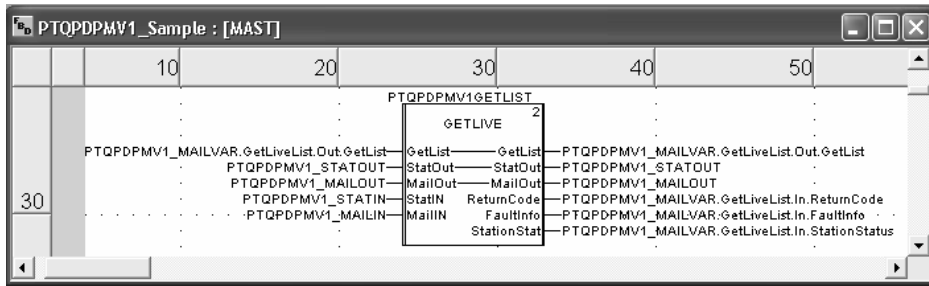 FBD PTQPDPMV1_Sample : [MAST]
10 20 30 40 50
PTQPDPMV1GETLIST
2
GETLIVE
PTQPDPMV1_MAILVAR.GetLiveList.Out.GetList GetList GetList PTQPDPMV1_MAILVAR.GetLiveList.Out.GetList
PTQPDPMV1_STATOUT StatOut StatOut PTQPDPMV1_STATOUT
PTQPDPMV1_MAILOUT MailOut MailOut PTQPDPMV1_MAILOUT
30 PTQPDPMV1_STATIN StatIN ReturnCode PTQPDPMV1_MAILVAR.GetLiveList.In.ReturnCode
PTQPDPMV1_MAILIN MailIN FaultInfo PTQPDPMV1_MAILVAR.GetLiveList.In.FaultInfo
StationStat PTQPDPMV1_MAILVAR.GetLiveList.In.StationStatus